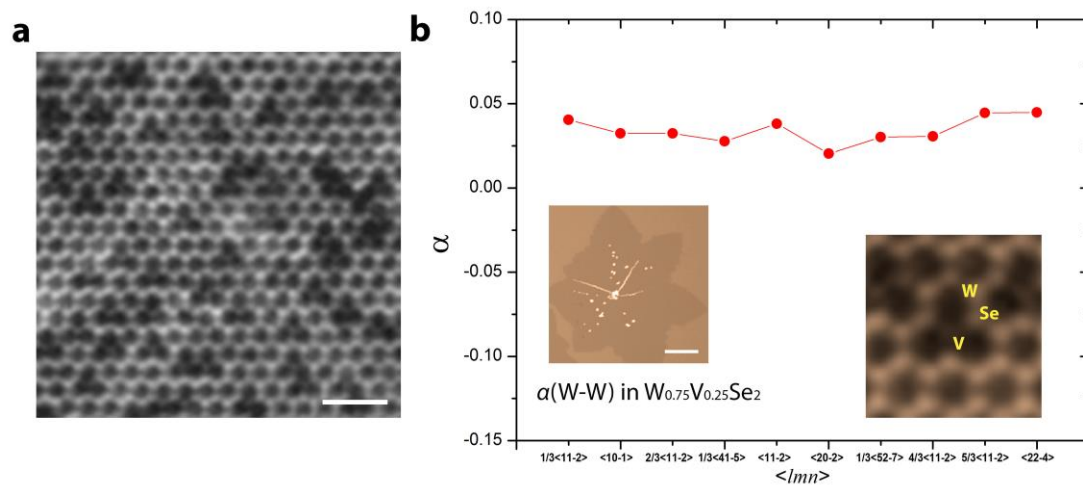 a
b
0.10
0.05
0.00
-0.05
-0.10
-0.15
α
W
Se
V
α(W-W) in W0.75V0.25Se2
1/3<11-2> <10-1> 2/3<11-2> 1/3<41-5> <11-2> <20-2> 1/3<52-7> 4/3<11-2> 5/3<11-2> <22-4>
<lmn>